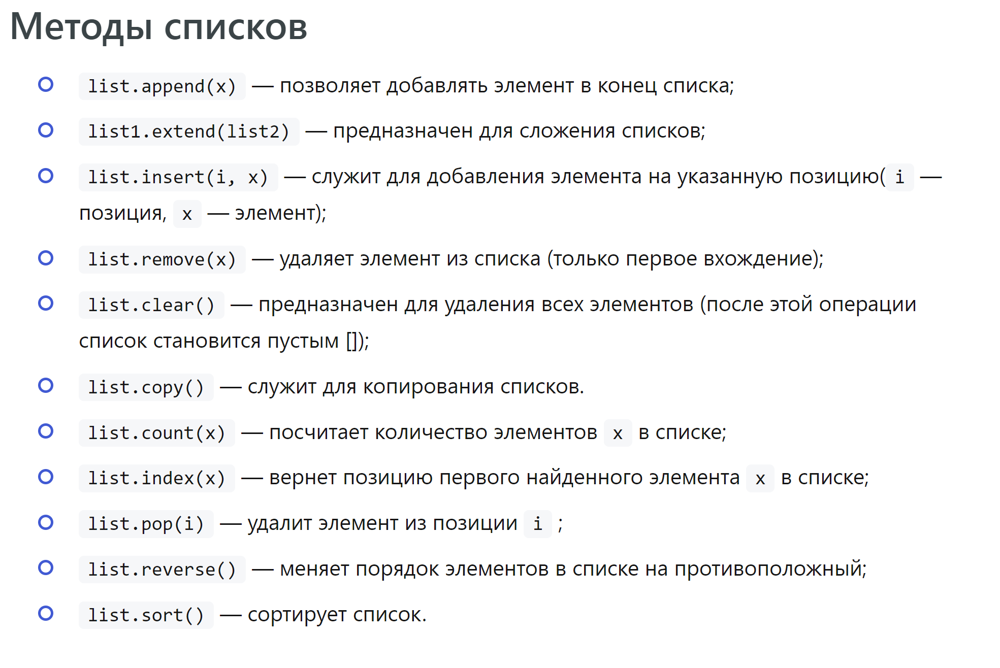 Методы списков
list.append(x) — позволяет добавлять элемент в конец списка;
list1.extend(list2) — предназначен для сложения списков;
list.insert(i, x) — служит для добавления элемента на указанную позицию( i —
позиция, x — элемент);
list.remove(x) — удаляет элемент из списка (только первое вхождение);
list.clear() — предназначен для удаления всех элементов (после этой операции
список становится пустым []);
list.copy() — служит для копирования списков.
list.count(x) — посчитает количество элементов x в списке;
list.index(x) — вернет позицию первого найденного элемента x в списке;
list.pop(i) — удалит элемент из позиции i ;
list.reverse() — меняет порядок элементов в списке на противоположный;
list.sort() — сортирует список.